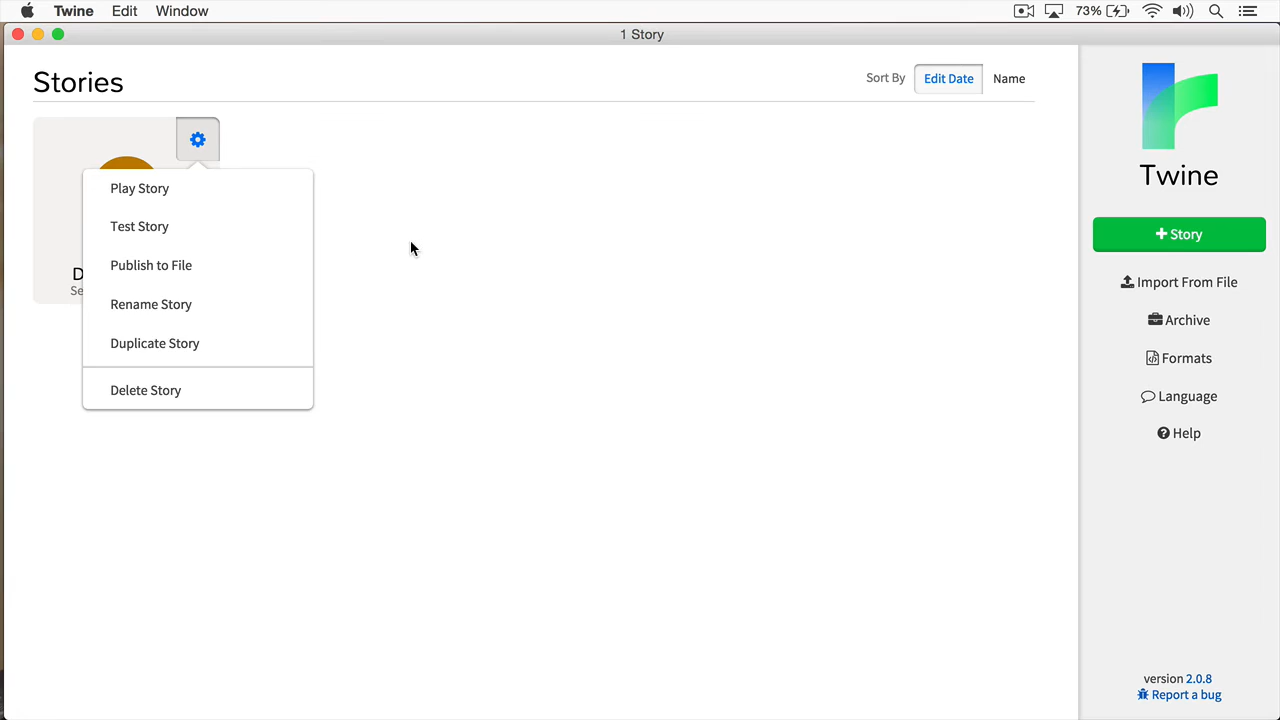 Twine Edit Window 73%
1 Story
Stories
Sort By Edit Date Name
Play Story
Test Story
Publish to File
Rename Story
Duplicate Story
Delete Story
Twine
Story
Import From File
Archive
Formats
Language
Help
version 2.0.8
Report a bug